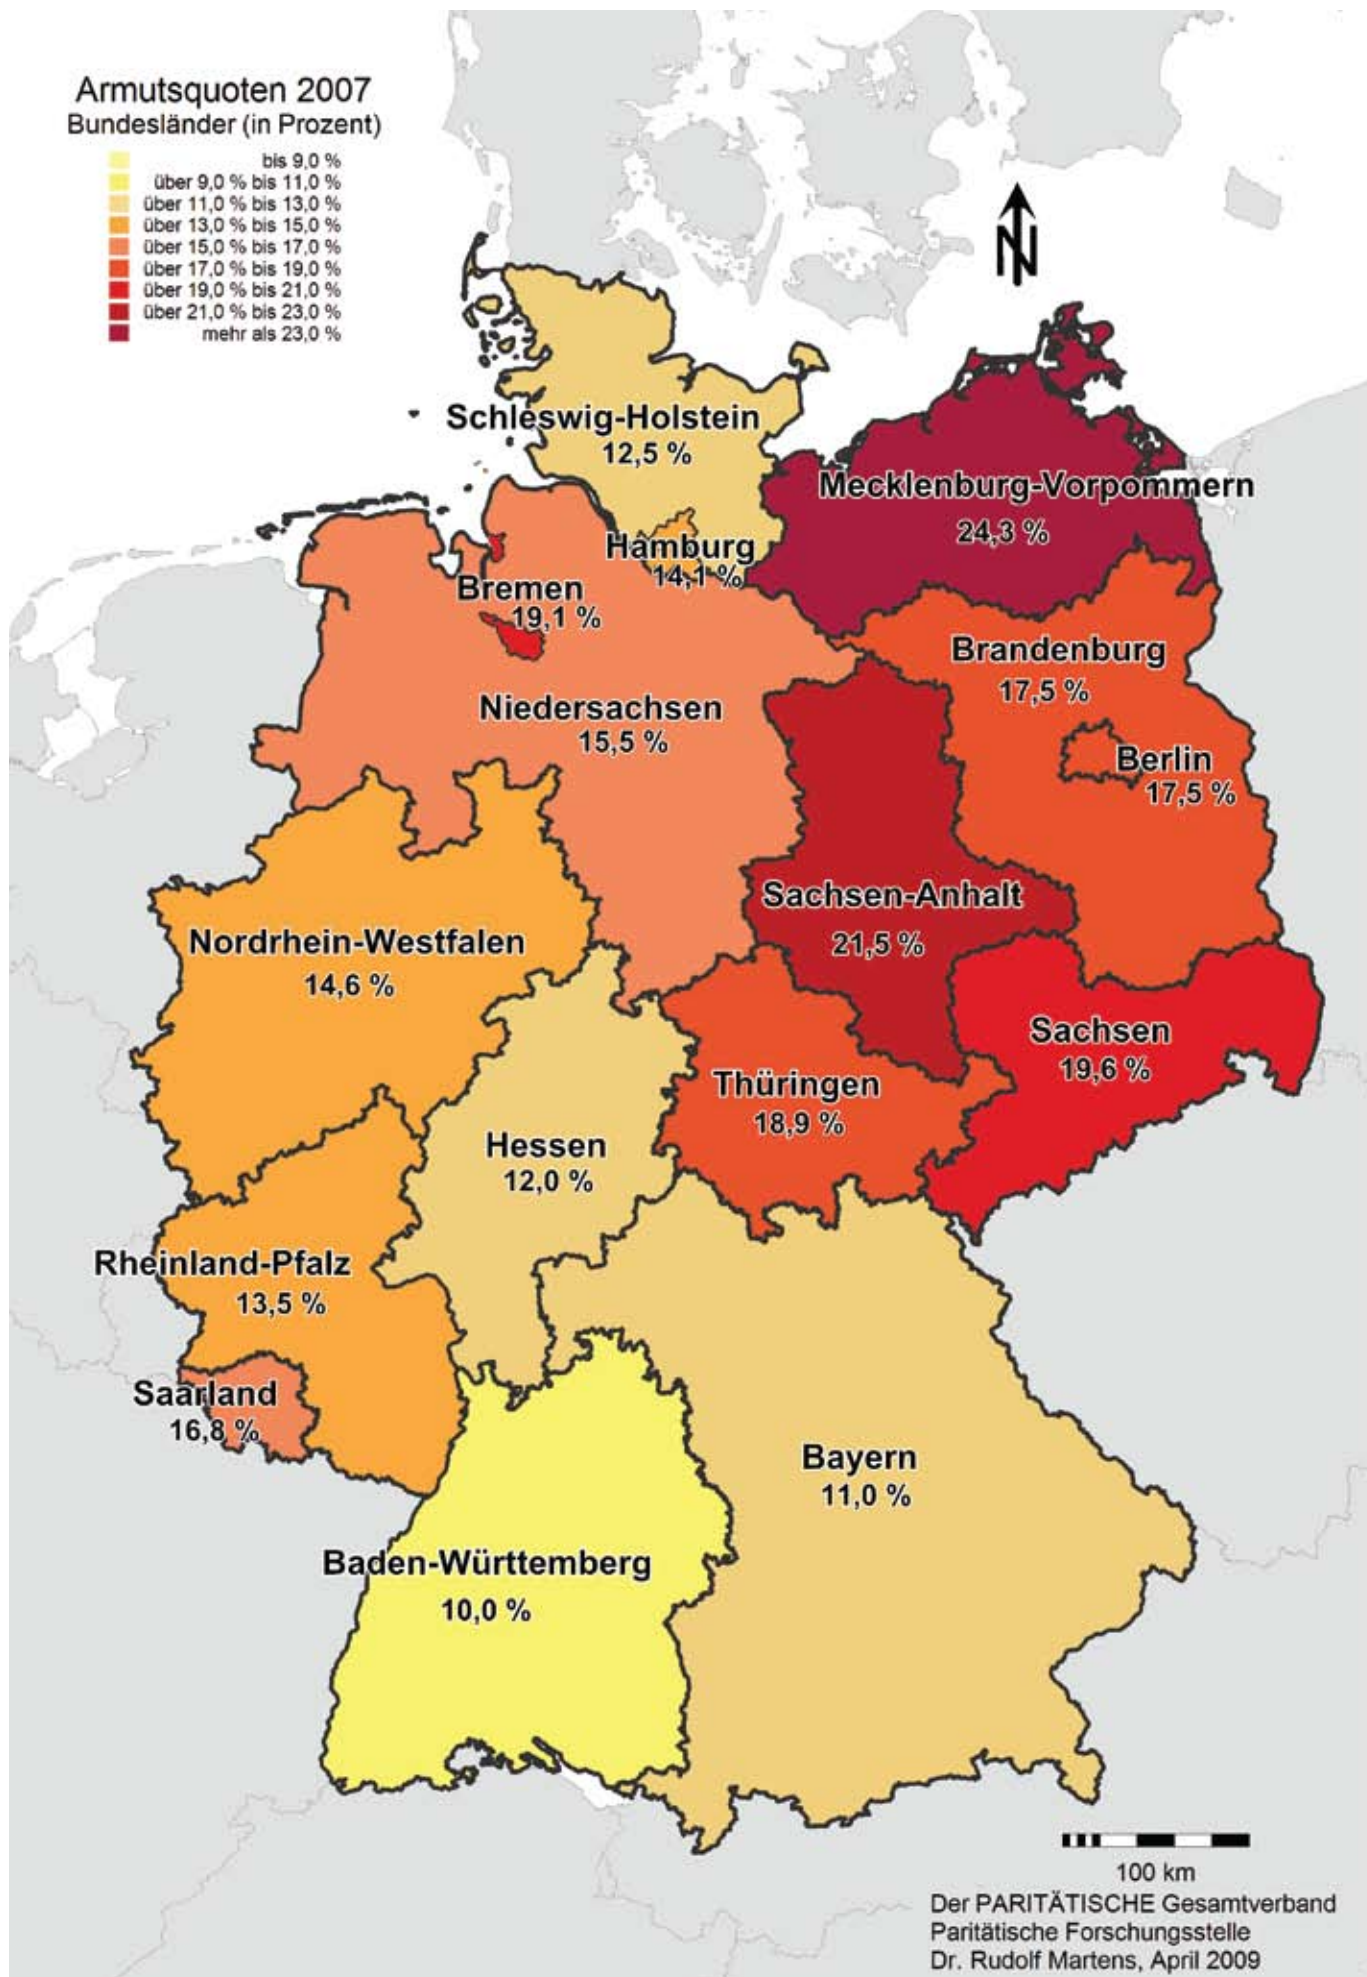 Armutsquoten 2007
Bundesländer (in Prozent)
bis 9,0 %
über 9,0 % bis 11,0 %
über 11,0 % bis 13,0 %
über 13,0 % bis 15,0 %
über 15,0 % bis 17,0 %
über 17,0 % bis 19,0 %
über 19,0 % bis 21,0 %
über 21,0 % bis 23,0 %
mehr als 23,0 %
N
Schleswig-Holstein
12,5 %
Mecklenburg-Vorpommern
24,3 %
Hamburg
14,1 %
Bremen
19,1 %
Brandenburg
17,5 %
Niedersachsen
15,5 %
Berlin
17,5 %
Sachsen-Anhalt
21,5 %
Nordrhein-Westfalen
14,6 %
Sachsen
19,6 %
Thüringen
18,9 %
Hessen
12,0 %
Rheinland-Pfalz
13,5 %
Saarland
16,8 %
Bayern
11,0 %
Baden-Württemberg
10,0 %
100 km
Der PARITÄTISCHE Gesamtverband
Paritätische Forschungsstelle
Dr. Rudolf Martens, April 2009